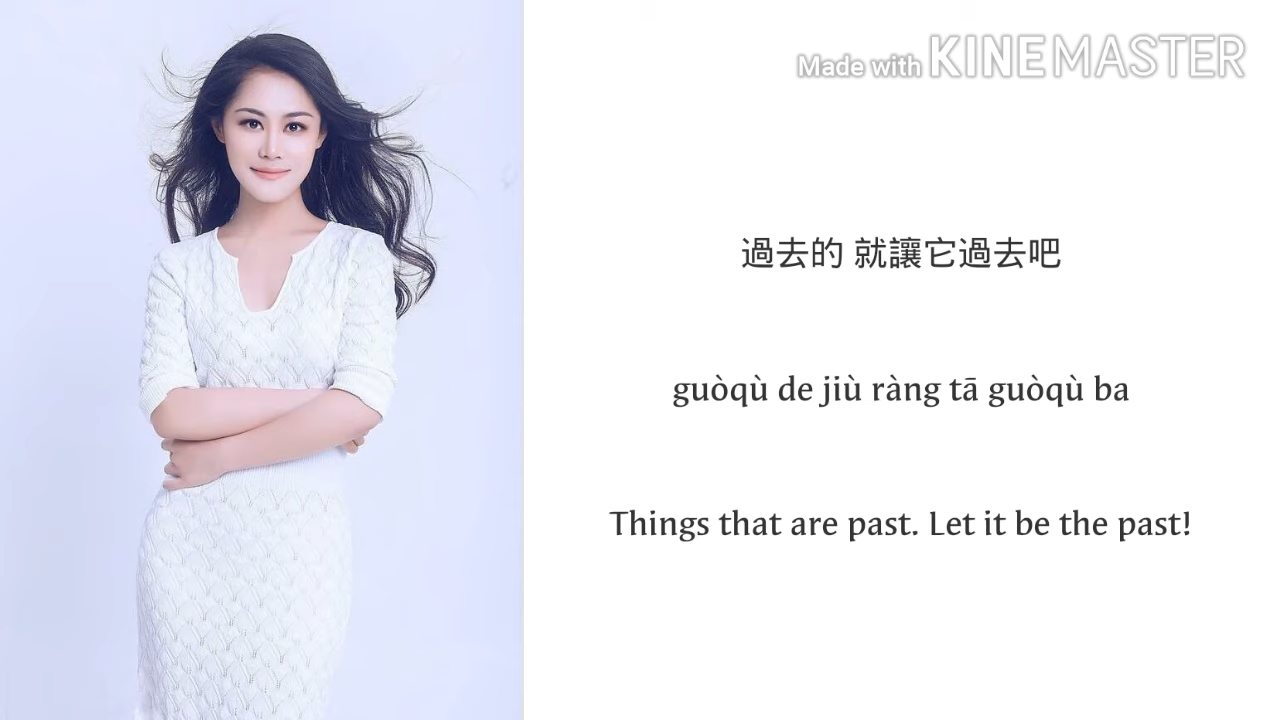 Made with KINEMASTER
過去的 就讓它過去吧
guòqù de jiù ràng tā guòqù ba
Things that are past. Let it be the past!